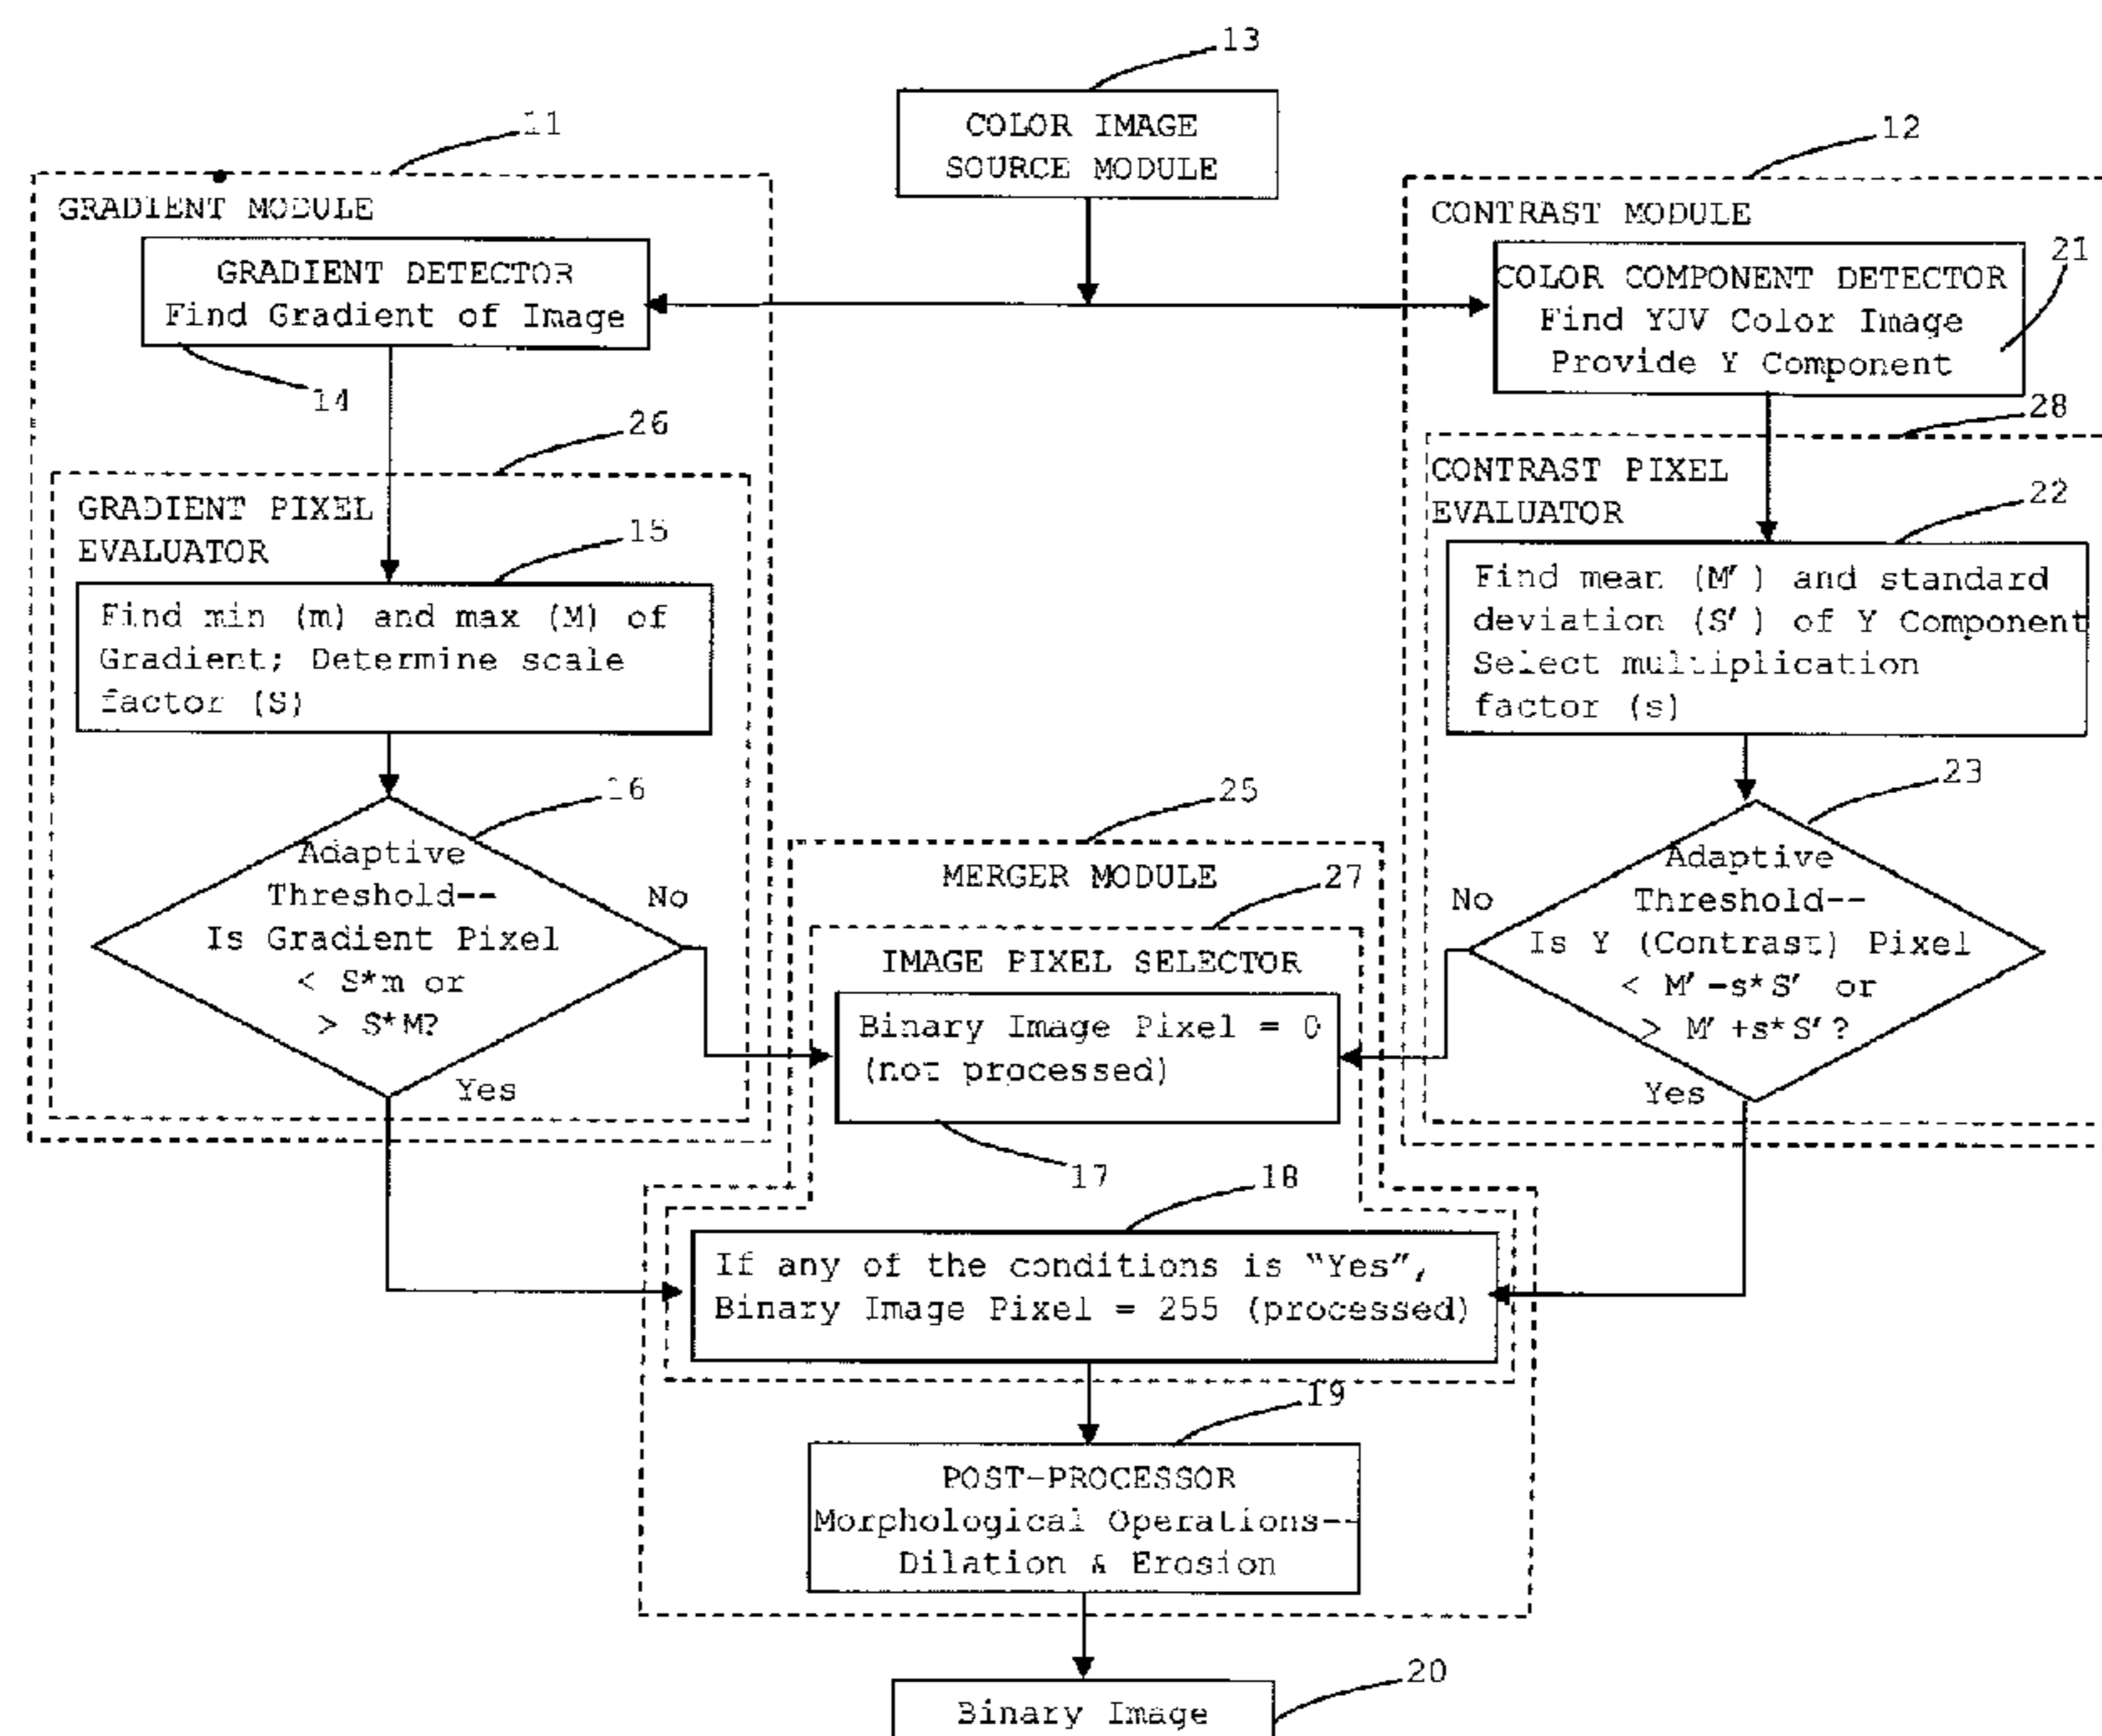 13
COLOR IMAGE
SOURCE MODULE
11
GRADIENT MODULE
GRADIENT DETECTOR
Find Gradient of Image
14
26
GRADIENT PIXEL
EVALUATOR
15
Find min (m) and max (M) of
Gradient; Determine scale
factor (S)
16
Adaptive
Threshold--
Is Gradient Pixel
< S*m or
> S*M?
No
Yes
12
CONTRAST MODULE
21
COLOR COMPONENT DETECTOR
Find YUV Color Image
Provide Y Component
28
CONTRAST PIXEL
EVALUATOR
22
Find mean (M') and standard
deviation (S') of Y Component
Select multiplication
factor (s)
23
Adaptive
Threshold--
Is Y (Contrast) Pixel
< M'-s*S' or
> M'+s*S'?
No
Yes
25
MERGER MODULE
27
IMAGE PIXEL SELECTOR
Binary Image Pixel = 0
(not processed)
17
18
If any of the conditions is "Yes",
Binary Image Pixel = 255 (processed)
19
POST-PROCESSOR
Morphological Operations--
Dilation & Erosion
20
Binary Image